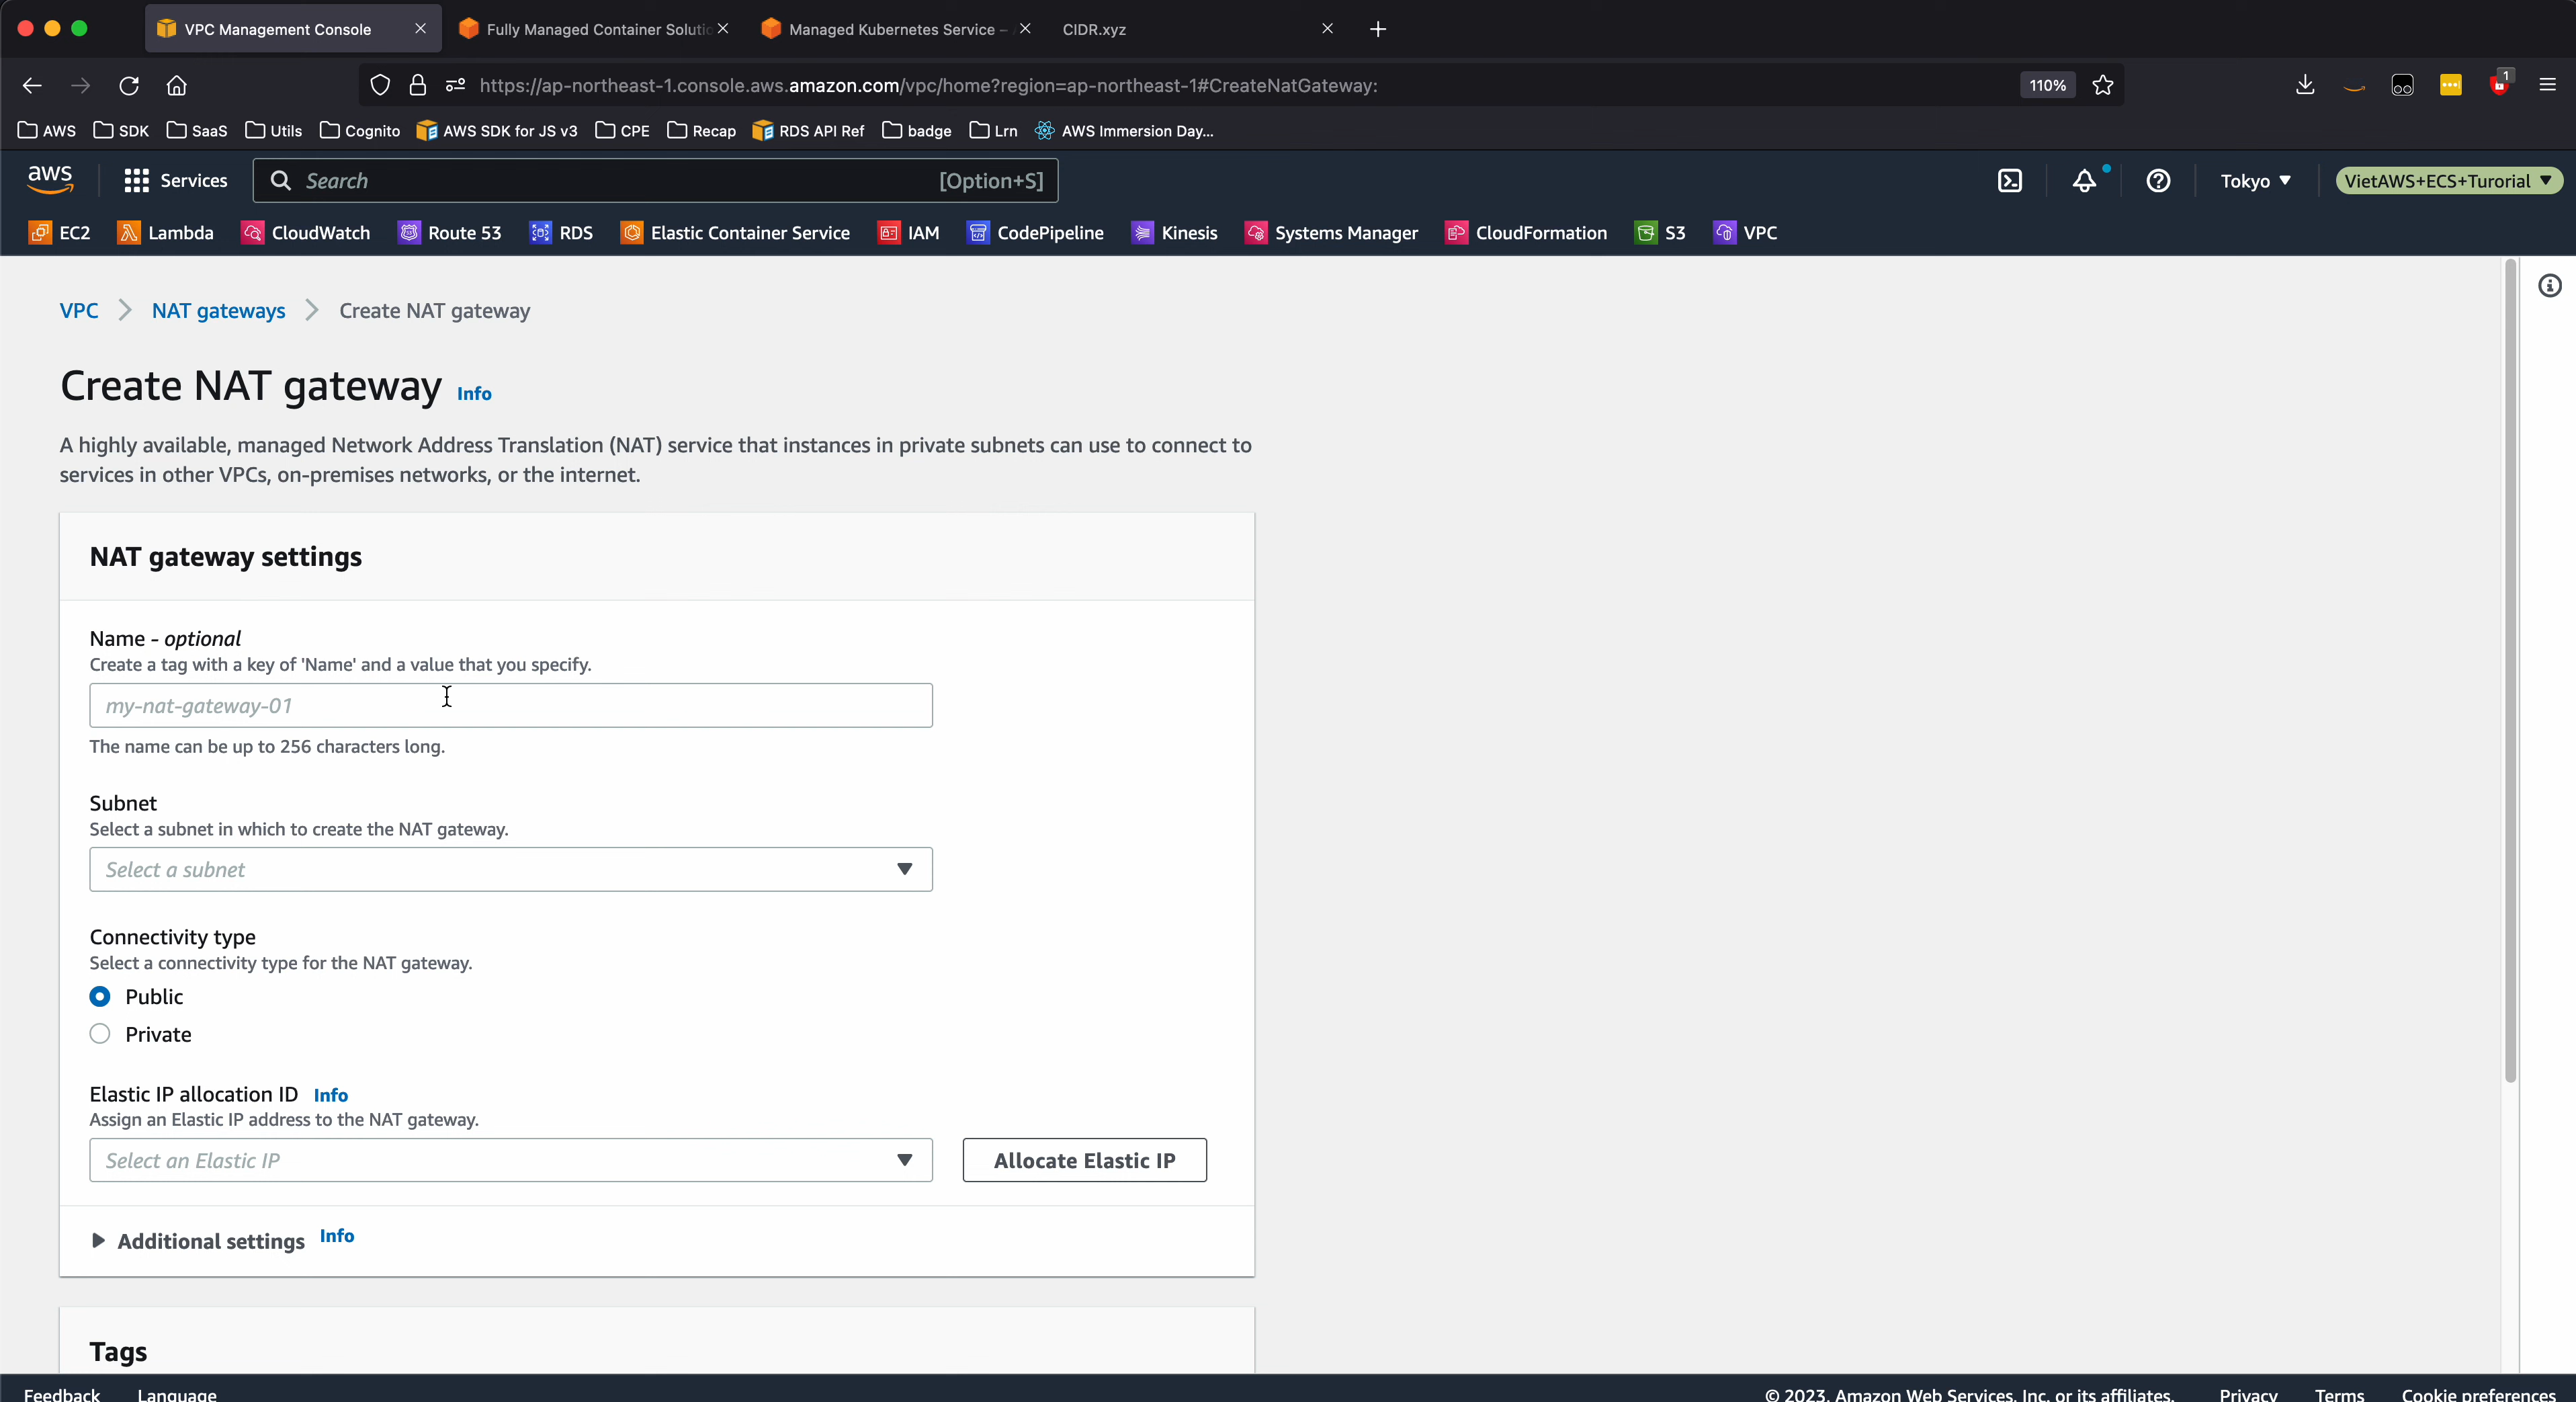 VPC Management Console
Fully Managed Container Solutio
Managed Kubernetes Service –
CIDR.xyz
https://ap-northeast-1.console.aws.amazon.com/vpc/home?region=ap-northeast-1#CreateNatGateway:
110%
1
AWS SDK SaaS Utils Cognito AWS SDK for JS v3 CPE Recap RDS API Ref badge Lrn AWS Immersion Day...
aws Services Search [Option+S] Tokyo VietAWS+ECS+Turorial
EC2 Lambda CloudWatch Route 53 RDS Elastic Container Service IAM CodePipeline Kinesis Systems Manager CloudFormation S3 VPC
VPC NAT gateways Create NAT gateway
Create NAT gateway Info
A highly available, managed Network Address Translation (NAT) service that instances in private subnets can use to connect to
services in other VPCs, on-premises networks, or the internet.
NAT gateway settings
Name - optional
Create a tag with a key of 'Name' and a value that you specify.
my-nat-gateway-01
The name can be up to 256 characters long.
Subnet
Select a subnet in which to create the NAT gateway.
Select a subnet
Connectivity type
Select a connectivity type for the NAT gateway.
Public
Private
Elastic IP allocation ID Info
Assign an Elastic IP address to the NAT gateway.
Select an Elastic IP
Allocate Elastic IP
Additional settings Info
Tags
Feedback Language © 2023, Amazon Web Services, Inc. or its affiliates. Privacy Terms Cookie preferences